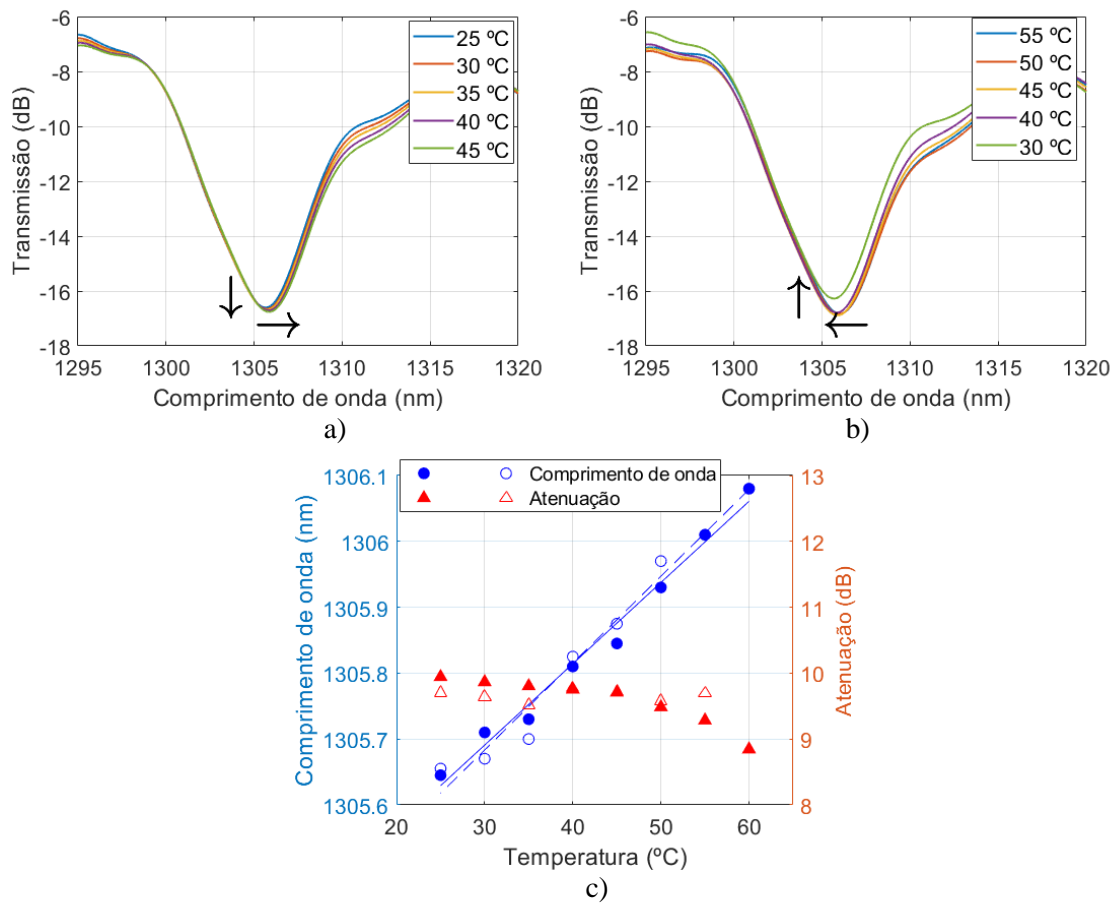 -6
-8
-10
-12
-14
-16
-18
Transmissão (dB)
25 ºC
30 ºC
35 ºC
40 ºC
45 ºC
1295 1300 1305 1310 1315 1320
Comprimento de onda (nm)
a)
-6
-8
-10
-12
-14
-16
-18
Transmissão (dB)
55 ºC
50 ºC
45 ºC
40 ºC
30 ºC
1295 1300 1305 1310 1315 1320
Comprimento de onda (nm)
b)
Comprimento de onda
Atenuação
1306.1
1306
1305.9
1305.8
1305.7
1305.6
Comprimento de onda (nm)
13
12
11
10
9
8
Atenuação (dB)
20 30 40 50 60
Temperatura (ºC)
c)